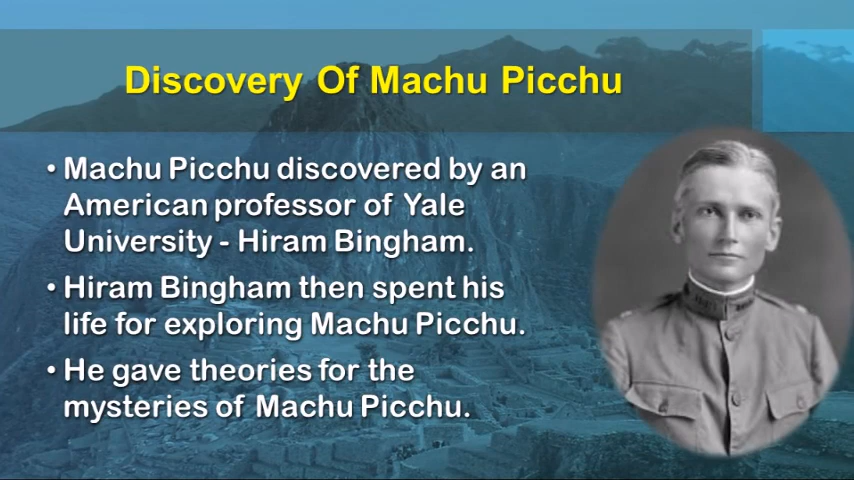 Discovery Of Machu Picchu
• Machu Picchu discovered by an
American professor of Yale
University - Hiram Bingham.
• Hiram Bingham then spent his
life for exploring Machu Picchu.
• He gave theories for the
mysteries of Machu Picchu.